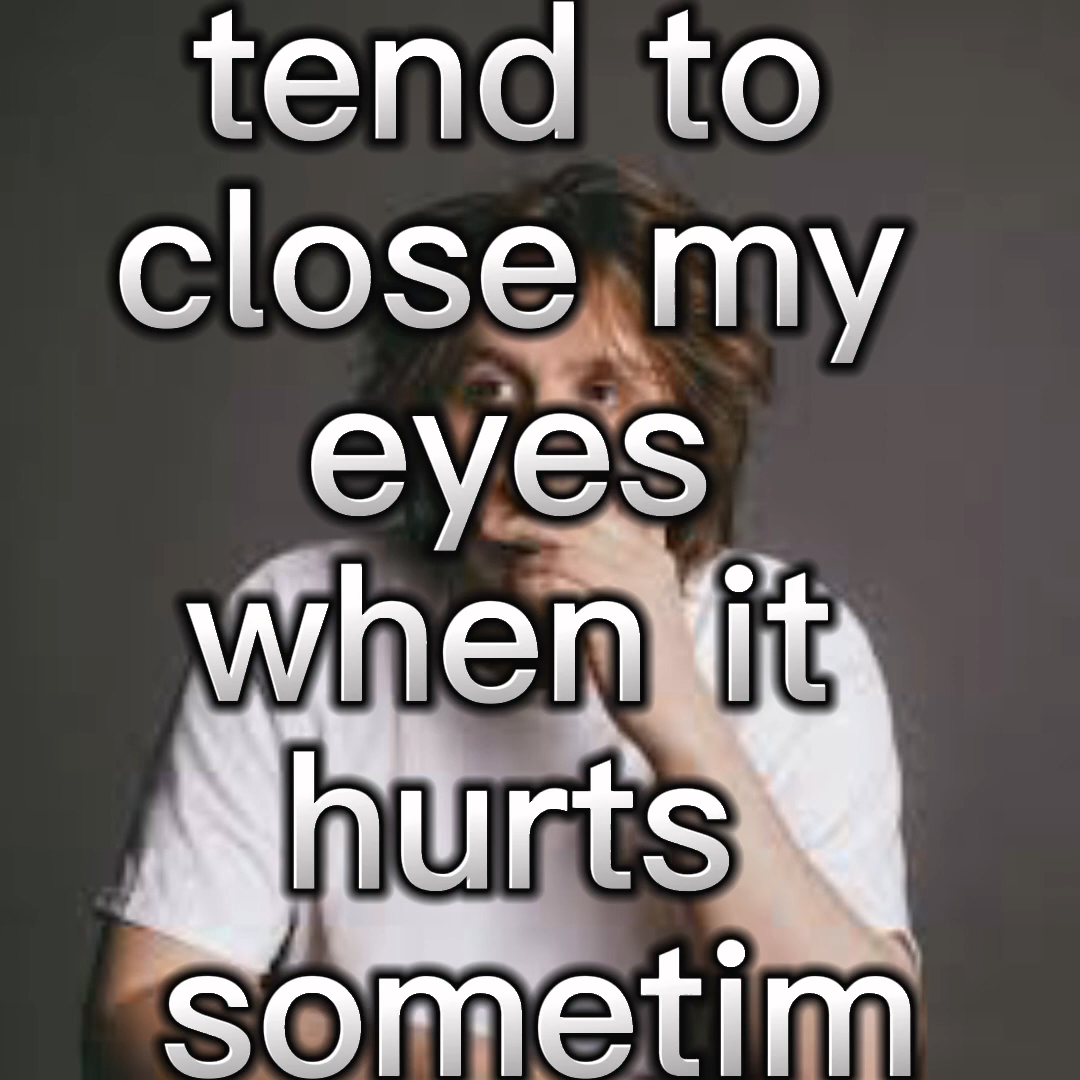 tend to
close my
eyes
when it
hurts
sometim